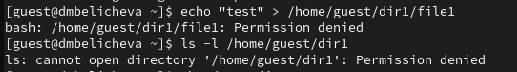 [guest@dmbelicheva ~]$ echo "test" > /home/guest/dir1/file1
bash: /home/guest/dir1/file1: Permission denied
[guest@dmbelicheva ~]$ ls -l /home/guest/dir1
ls: cannot open directory '/home/guest/dir1': Permission denied